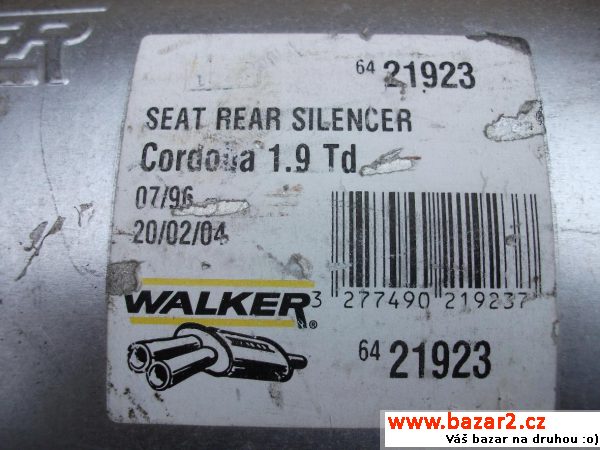 64 21923
SEAT REAR SILENCER
Cordoba 1.9 Td
07/96
20/02/04
WALKER®
3 277490 219237
64 21923
www.bazar2.cz
Váš bazar na druhou :o)